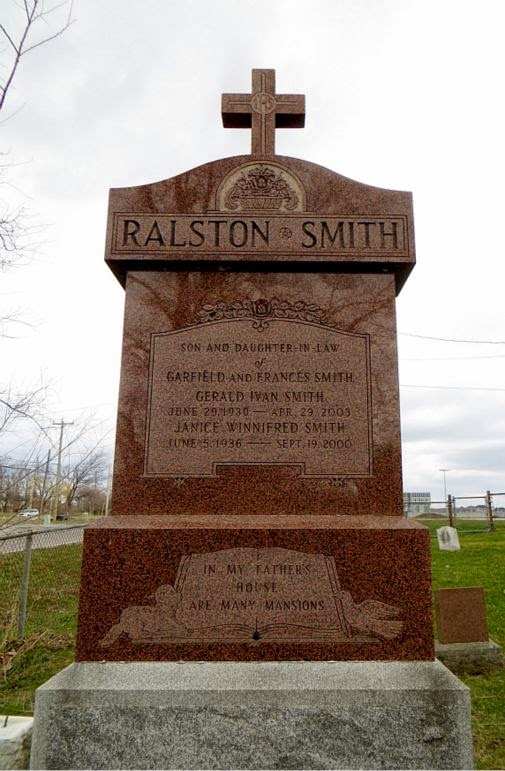 IHS
RALSTON SMITH
SON AND DAUGHTER-IN-LAW
of
GARFIELD AND FRANCES SMITH
GERALD IVAN SMITH
JUNE 29, 1930 — APR. 29, 2003
JANICE WINNIFRED SMITH
JUNE 5, 1936 — SEPT. 19, 2000
IN MY FATHER'S
HOUSE
ARE MANY MANSIONS